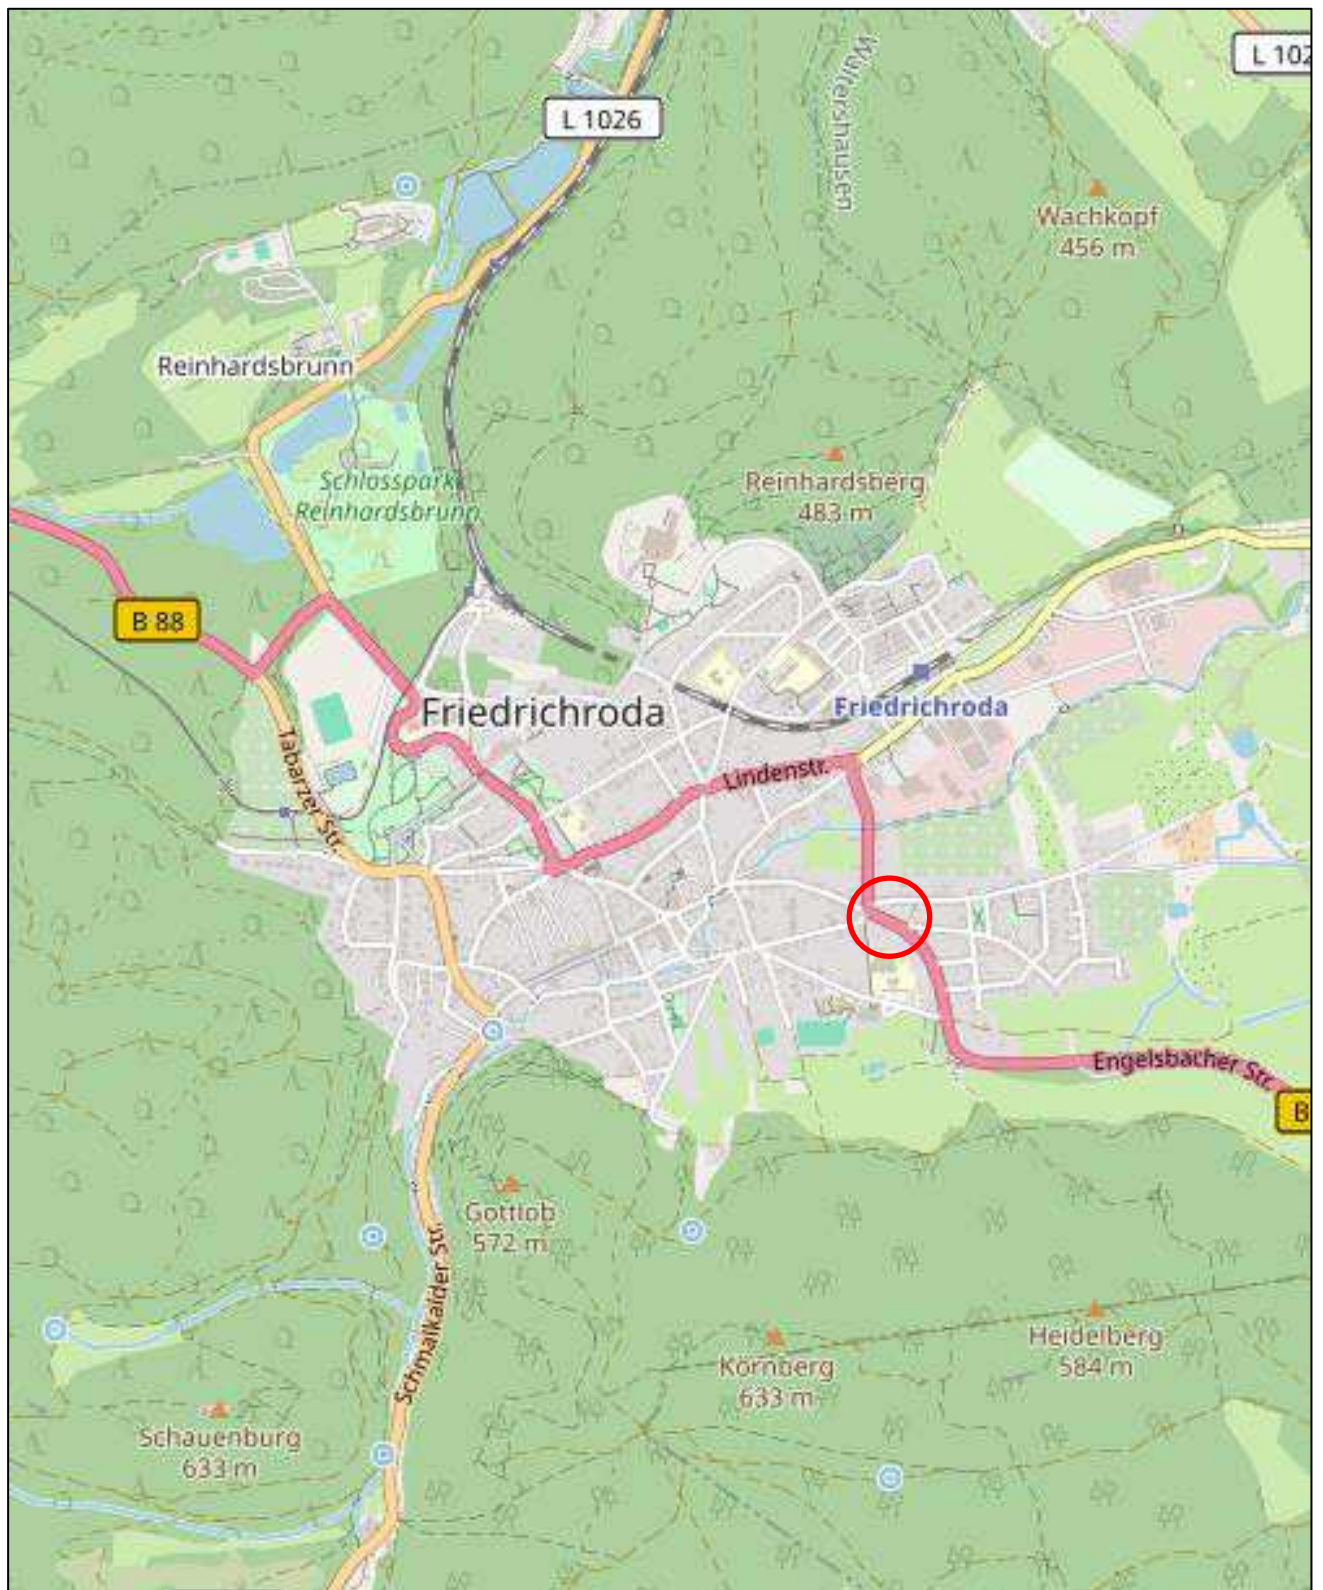 L 102
L 1026
Waltershausen
Wachkopf
456 m
Reinhardsbrunn
Reinhardsberg
483 m
Schlosspark
Reinhardsbrunn
B 88
Friedrichroda
Friedrichroda
Tabarzer Str.
Lindenstr.
Engelsbacher Str.
B
Gottlob
572 m
Schmalkalder Str.
Heidelberg
584 m
Körnberg
633 m
Schauenburg
633 m